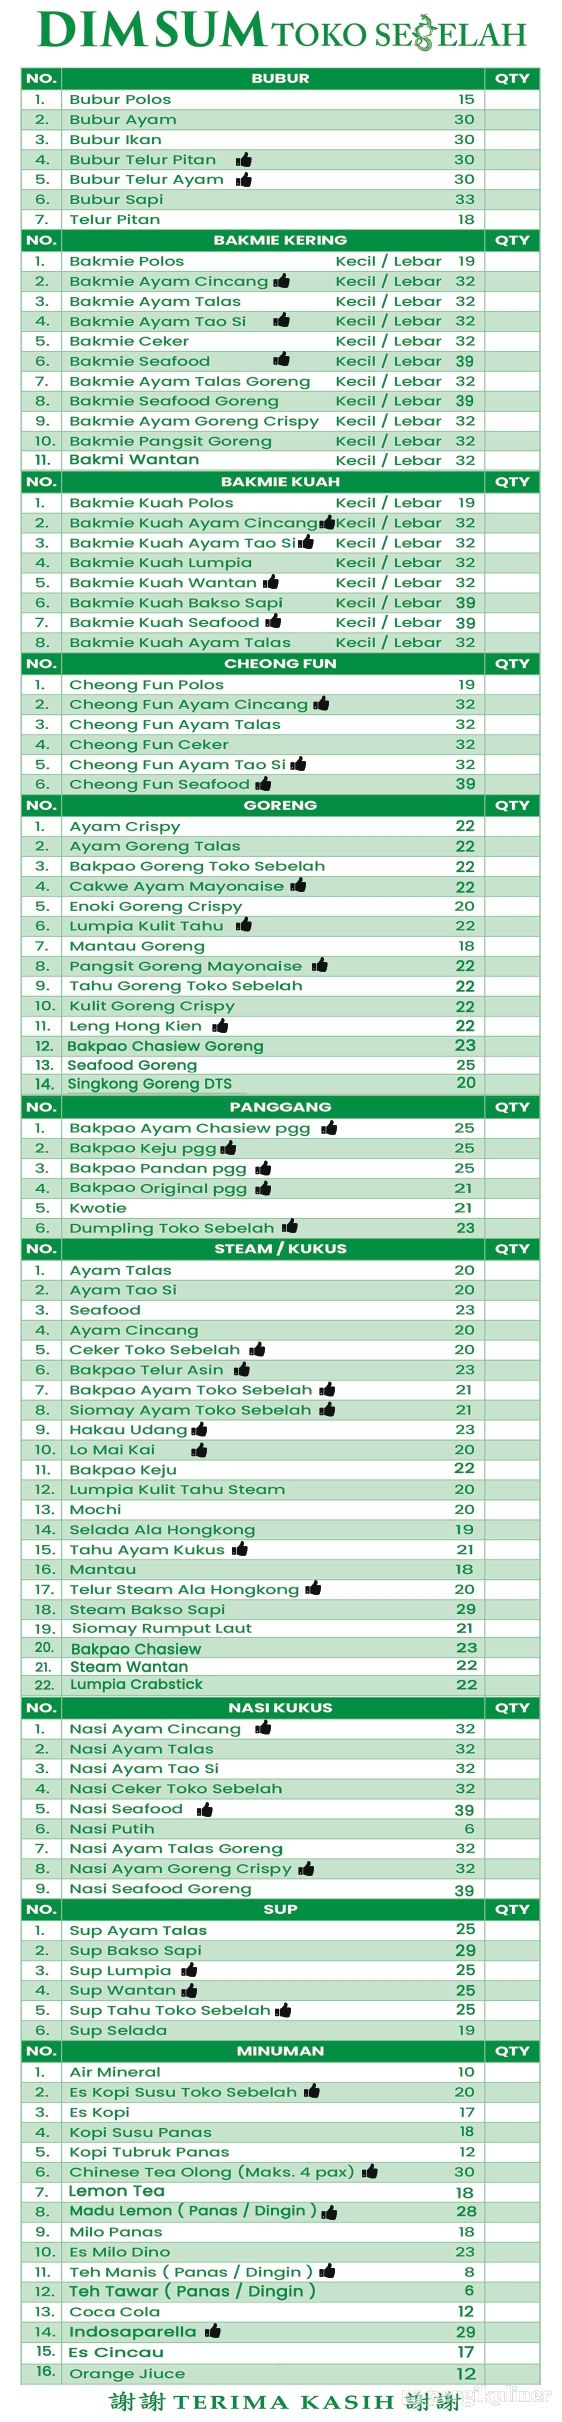 DIM SUM TOKO SEBELAH
NO. BUBUR QTY
1. Bubur Polos 15
2. Bubur Ayam 30
3. Bubur Ikan 30
4. Bubur Telur Pitan 30
5. Bubur Telur Ayam 30
6. Bubur Sapi 33
7. Telur Pitan 18
NO. BAKMIE KERING QTY
1. Bakmie Polos Kecil / Lebar 19
2. Bakmie Ayam Cincang Kecil / Lebar 32
3. Bakmie Ayam Talas Kecil / Lebar 32
4. Bakmie Ayam Tao Si Kecil / Lebar 32
5. Bakmie Ceker Kecil / Lebar 32
6. Bakmie Seafood Kecil / Lebar 39
7. Bakmie Ayam Talas Goreng Kecil / Lebar 32
8. Bakmie Seafood Goreng Kecil / Lebar 39
9. Bakmie Ayam Goreng Crispy Kecil / Lebar 32
10. Bakmie Pangsit Goreng Kecil / Lebar 32
11. Bakmi Wantan Kecil / Lebar 32
NO. BAKMIE KUAH QTY
1. Bakmie Kuah Polos Kecil / Lebar 19
2. Bakmie Kuah Ayam Cincang Kecil / Lebar 32
3. Bakmie Kuah Ayam Tao Si Kecil / Lebar 32
4. Bakmie Kuah Lumpia Kecil / Lebar 32
5. Bakmie Kuah Wantan Kecil / Lebar 32
6. Bakmie Kuah Bakso Sapi Kecil / Lebar 39
7. Bakmie Kuah Seafood Kecil / Lebar 39
8. Bakmie Kuah Ayam Talas Kecil / Lebar 32
NO. CHEONG FUN QTY
1. Cheong Fun Polos 19
2. Cheong Fun Ayam Cincang 32
3. Cheong Fun Ayam Talas 32
4. Cheong Fun Ceker 32
5. Cheong Fun Ayam Tao Si 32
6. Cheong Fun Seafood 39
NO. GORENG QTY
1. Ayam Crispy 22
2. Ayam Goreng Talas 22
3. Bakpao Goreng Toko Sebelah 22
4. Cakwe Ayam Mayonaise 22
5. Enoki Goreng Crispy 20
6. Lumpia Kulit Tahu 22
7. Mantau Goreng 18
8. Pangsit Goreng Mayonaise 22
9. Tahu Goreng Toko Sebelah 22
10. Kulit Goreng Crispy 22
11. Leng Hong Kien 22
12. Bakpao Chasiew Goreng 23
13. Seafood Goreng 25
14. Singkong Goreng DTS 20
NO. PANGGANG QTY
1. Bakpao Ayam Chasiew pgg 25
2. Bakpao Keju pgg 25
3. Bakpao Pandan pgg 25
4. Bakpao Original pgg 21
5. Kwotie 21
6. Dumpling Toko Sebelah 23
NO. STEAM / KUKUS QTY
1. Ayam Talas 20
2. Ayam Tao Si 20
3. Seafood 23
4. Ayam Cincang 20
5. Ceker Toko Sebelah 20
6. Bakpao Telur Asin 23
7. Bakpao Ayam Toko Sebelah 21
8. Siomay Ayam Toko Sebelah 21
9. Hakau Udang 23
10. Lo Mai Kai 20
11. Bakpao Keju 22
12. Lumpia Kulit Tahu Steam 20
13. Mochi 20
14. Selada Ala Hongkong 19
15. Tahu Ayam Kukus 21
16. Mantau 18
17. Telur Steam Ala Hongkong 20
18. Steam Bakso Sapi 29
19. Siomay Rumput Laut 21
20. Bakpao Chasiew 23
21. Steam Wantan 22
22. Lumpia Crabstick 22
NO. NASI KUKUS QTY
1. Nasi Ayam Cincang 32
2. Nasi Ayam Talas 32
3. Nasi Ayam Tao Si 32
4. Nasi Ceker Toko Sebelah 32
5. Nasi Seafood 39
6. Nasi Putih 6
7. Nasi Ayam Talas Goreng 32
8. Nasi Ayam Goreng Crispy 32
9. Nasi Seafood Goreng 39
NO. SUP QTY
1. Sup Ayam Talas 25
2. Sup Bakso Sapi 29
3. Sup Lumpia 25
4. Sup Wantan 25
5. Sup Tahu Toko Sebelah 25
6. Sup Selada 19
NO. MINUMAN QTY
1. Air Mineral 10
2. Es Kopi Susu Toko Sebelah 20
3. Es Kopi 17
4. Kopi Susu Panas 18
5. Kopi Tubruk Panas 12
6. Chinese Tea Olong (Maks. 4 pax) 30
7. Lemon Tea 18
8. Madu Lemon ( Panas / Dingin ) 28
9. Milo Panas 18
10. Es Milo Dino 23
11. Teh Manis ( Panas / Dingin ) 8
12. Teh Tawar ( Panas / Dingin ) 6
13. Coca Cola 12
14. Indosaparella 29
15. Es Cincau 17
16. Orange Jiuce 12
謝謝 TERIMA KASIH 謝謝